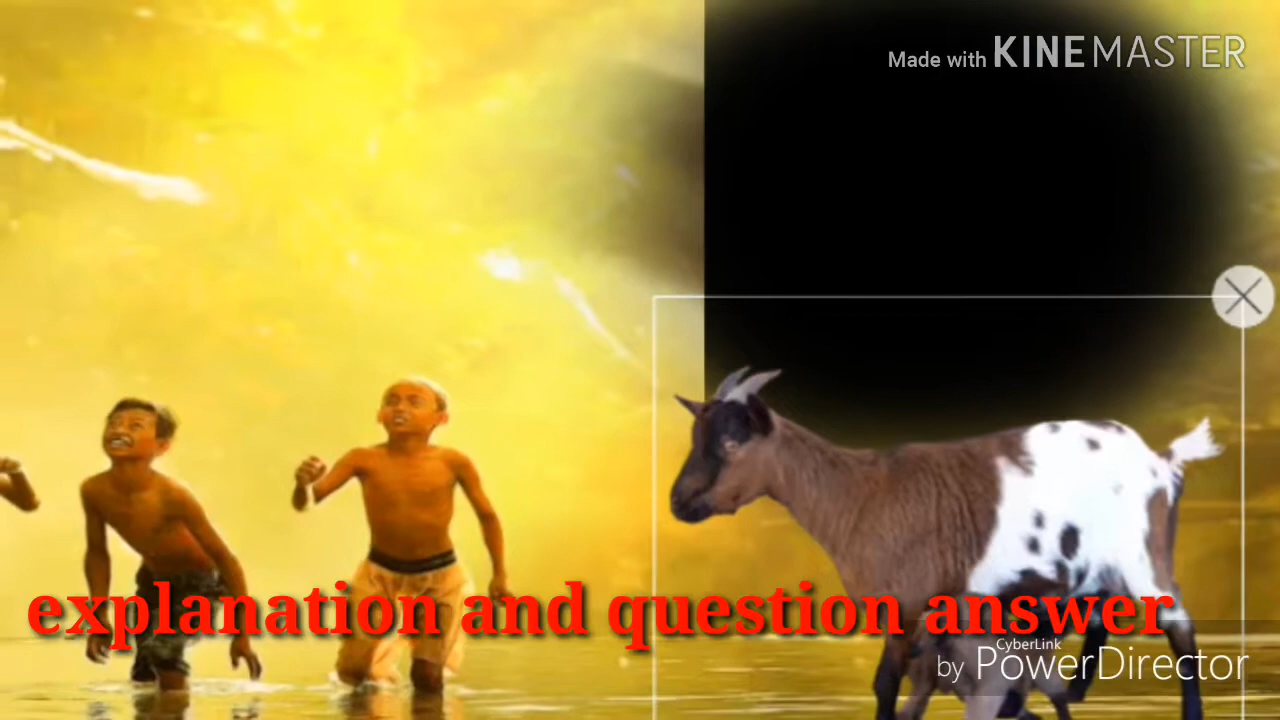 Made with KINEMASTER
explanation and question answer
CyberLink
by PowerDirector